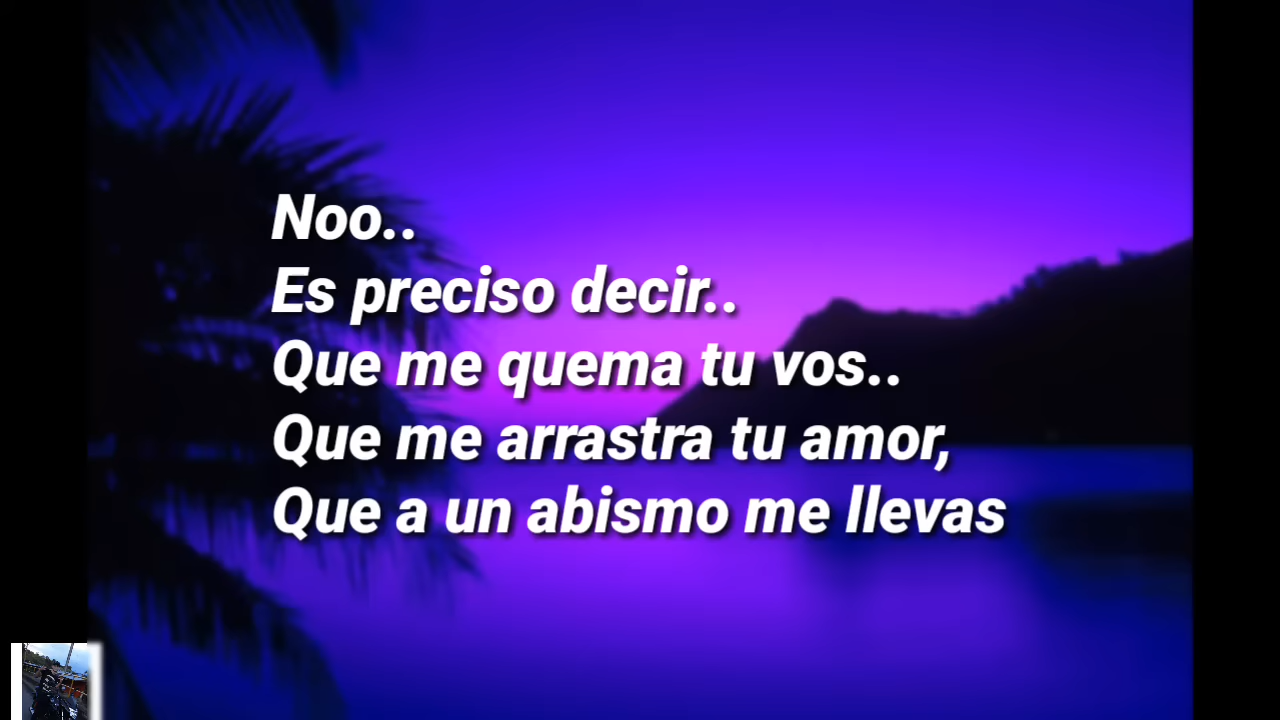 Noo..
Es preciso decir..
Que me quema tu vos..
Que me arrastra tu amor,
Que a un abismo me llevas